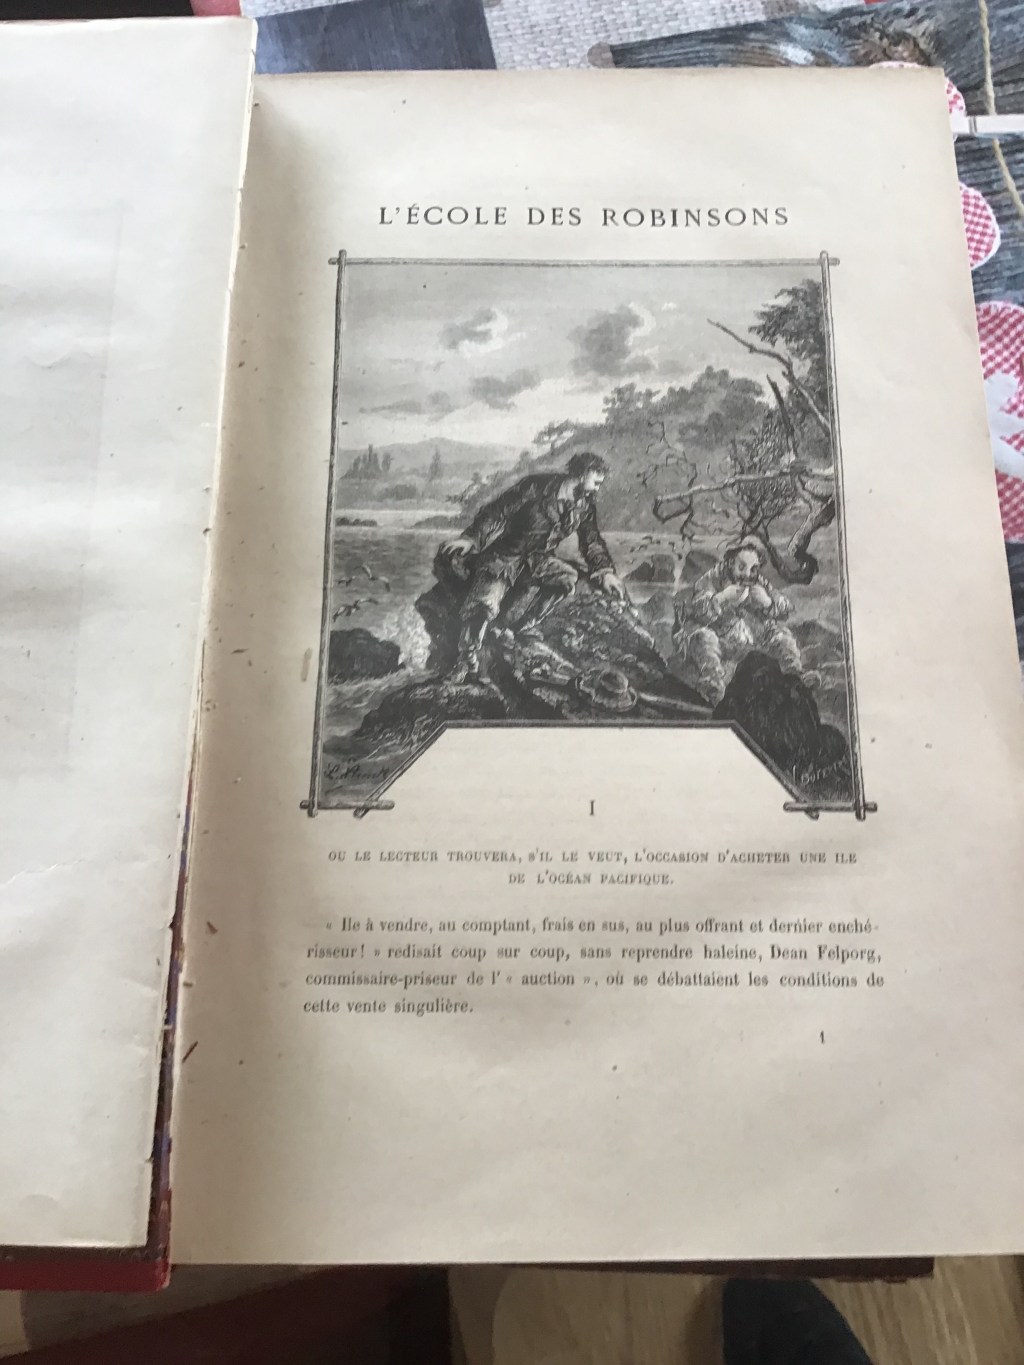 L'ÉCOLE DES ROBINSONS
I
OU LE LECTEUR TROUVERA, S'IL LE VEUT, L'OCCASION D'ACHETER UNE ILE
DE L'OCÉAN PACIFIQUE.
« Ile à vendre, au comptant, frais en sus, au plus offrant et dernier enché-
risseur! » redisait coup sur coup, sans reprendre haleine, Dean Felporg,
commissaire-priseur de l' « auction », où se débattaient les conditions de
cette vente singulière.
1